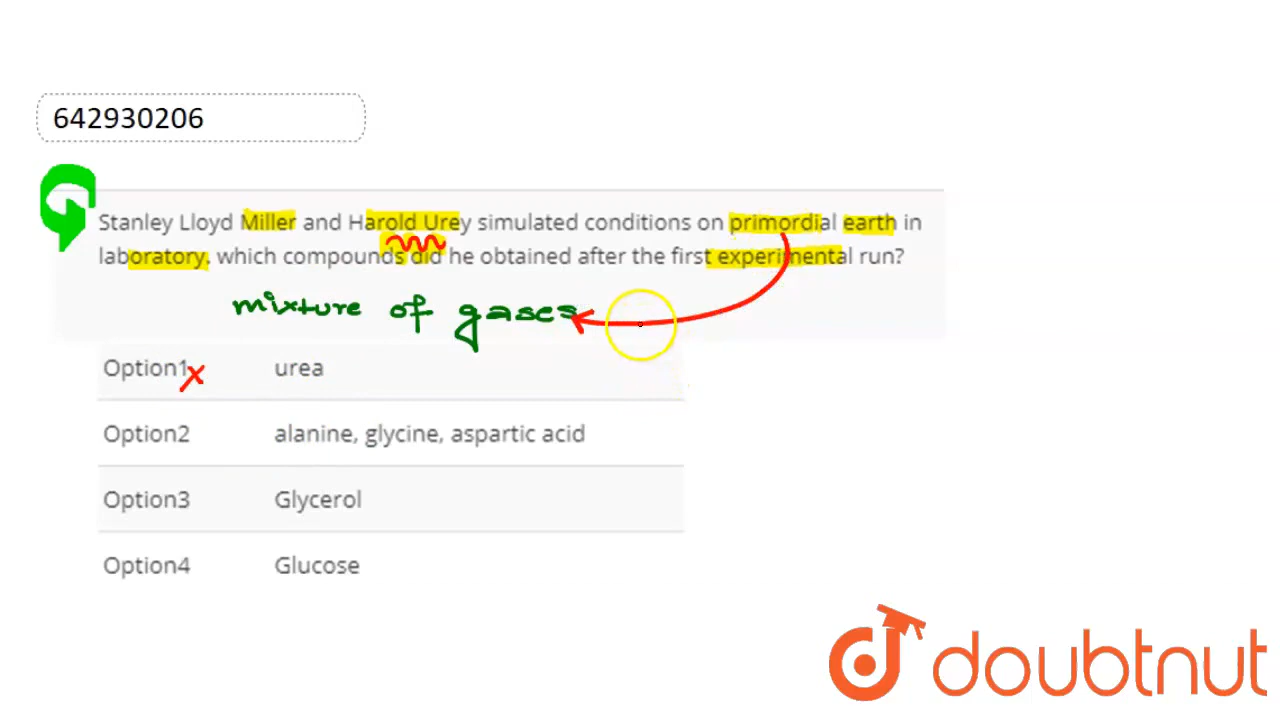 642930206
Stanley Lloyd Miller and Harold Urey simulated conditions on primordial earth in
laboratory, which compounds did he obtained after the first experimental run?
mixture of gases
Option1 x urea
Option2 alanine, glycine, aspartic acid
Option3 Glycerol
Option4 Glucose
doubtnut